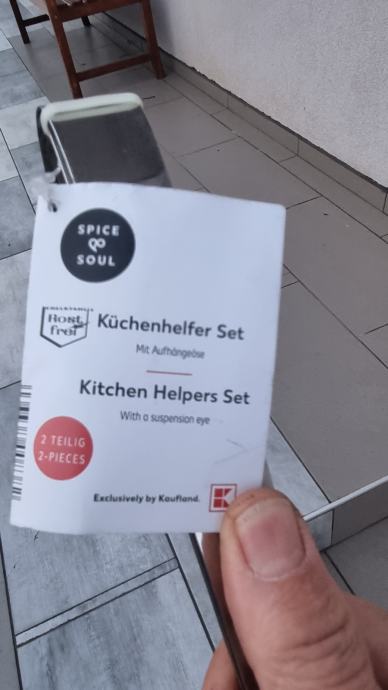 SPICE
&
SOUL
EDELSTAHL
Rost
frei
Küchenhelfer Set
Mit Aufhängeöse
Kitchen Helpers Set
With a suspension eye
2 TEILIG
2-PIECES
Exclusively by Kaufland.
K